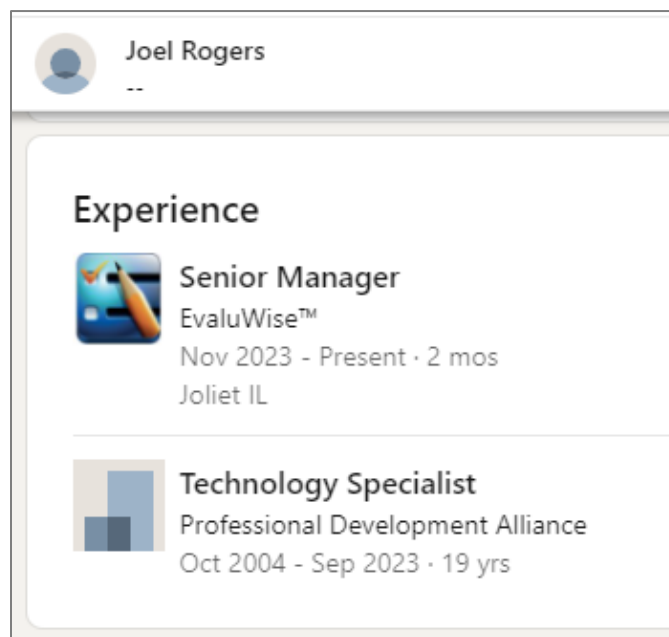 Joel Rogers
--
Experience
Senior Manager
EvaluWise™
Nov 2023 - Present · 2 mos
Joliet IL
Technology Specialist
Professional Development Alliance
Oct 2004 - Sep 2023 · 19 yrs